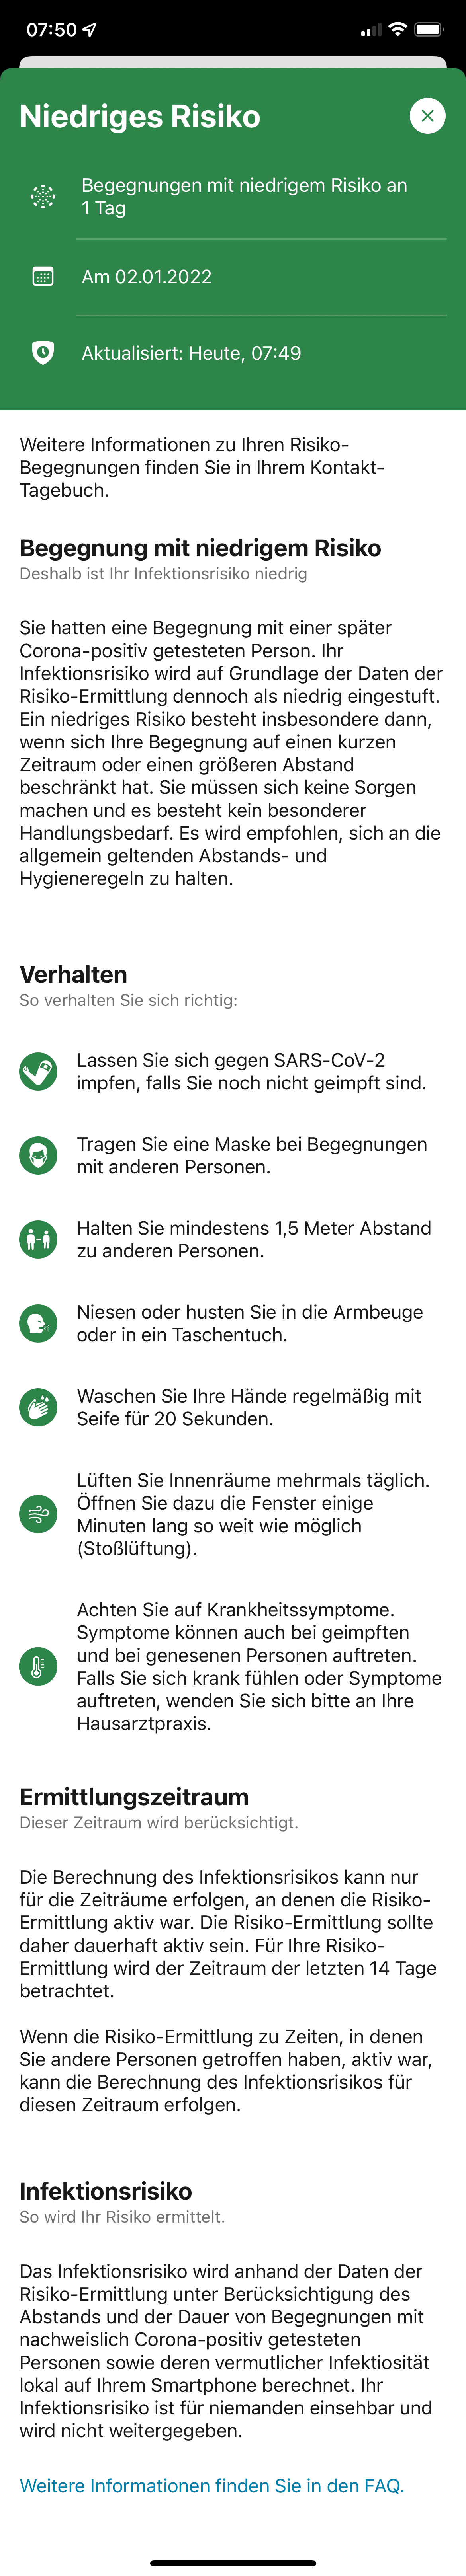 07:50
Niedriges Risiko
Begegnungen mit niedrigem Risiko an
1 Tag
Am 02.01.2022
Aktualisiert: Heute, 07:49
Weitere Informationen zu Ihren Risiko-
Begegnungen finden Sie in Ihrem Kontakt-
Tagebuch.
Begegnung mit niedrigem Risiko
Deshalb ist Ihr Infektionsrisiko niedrig
Sie hatten eine Begegnung mit einer später
Corona-positiv getesteten Person. Ihr
Infektionsrisiko wird auf Grundlage der Daten der
Risiko-Ermittlung dennoch als niedrig eingestuft.
Ein niedriges Risiko besteht insbesondere dann,
wenn sich Ihre Begegnung auf einen kurzen
Zeitraum oder einen größeren Abstand
beschränkt hat. Sie müssen sich keine Sorgen
machen und es besteht kein besonderer
Handlungsbedarf. Es wird empfohlen, sich an die
allgemein geltenden Abstands- und
Hygieneregeln zu halten.
Verhalten
So verhalten Sie sich richtig:
Lassen Sie sich gegen SARS-CoV-2
impfen, falls Sie noch nicht geimpft sind.
Tragen Sie eine Maske bei Begegnungen
mit anderen Personen.
Halten Sie mindestens 1,5 Meter Abstand
zu anderen Personen.
Niesen oder husten Sie in die Armbeuge
oder in ein Taschentuch.
Waschen Sie Ihre Hände regelmäßig mit
Seife für 20 Sekunden.
Lüften Sie Innenräume mehrmals täglich.
Öffnen Sie dazu die Fenster einige
Minuten lang so weit wie möglich
(Stoßlüftung).
Achten Sie auf Krankheitssymptome.
Symptome können auch bei geimpften
und bei genesenen Personen auftreten.
Falls Sie sich krank fühlen oder Symptome
auftreten, wenden Sie sich bitte an Ihre
Hausarztpraxis.
Ermittlungszeitraum
Dieser Zeitraum wird berücksichtigt.
Die Berechnung des Infektionsrisikos kann nur
für die Zeiträume erfolgen, an denen die Risiko-
Ermittlung aktiv war. Die Risiko-Ermittlung sollte
daher dauerhaft aktiv sein. Für Ihre Risiko-
Ermittlung wird der Zeitraum der letzten 14 Tage
betrachtet.
Wenn die Risiko-Ermittlung zu Zeiten, in denen
Sie andere Personen getroffen haben, aktiv war,
kann die Berechnung des Infektionsrisikos für
diesen Zeitraum erfolgen.
Infektionsrisiko
So wird Ihr Risiko ermittelt.
Das Infektionsrisiko wird anhand der Daten der
Risiko-Ermittlung unter Berücksichtigung des
Abstands und der Dauer von Begegnungen mit
nachweislich Corona-positiv getesteten
Personen sowie deren vermutlicher Infektiosität
lokal auf Ihrem Smartphone berechnet. Ihr
Infektionsrisiko ist für niemanden einsehbar und
wird nicht weitergegeben.
Weitere Informationen finden Sie in den FAQ.